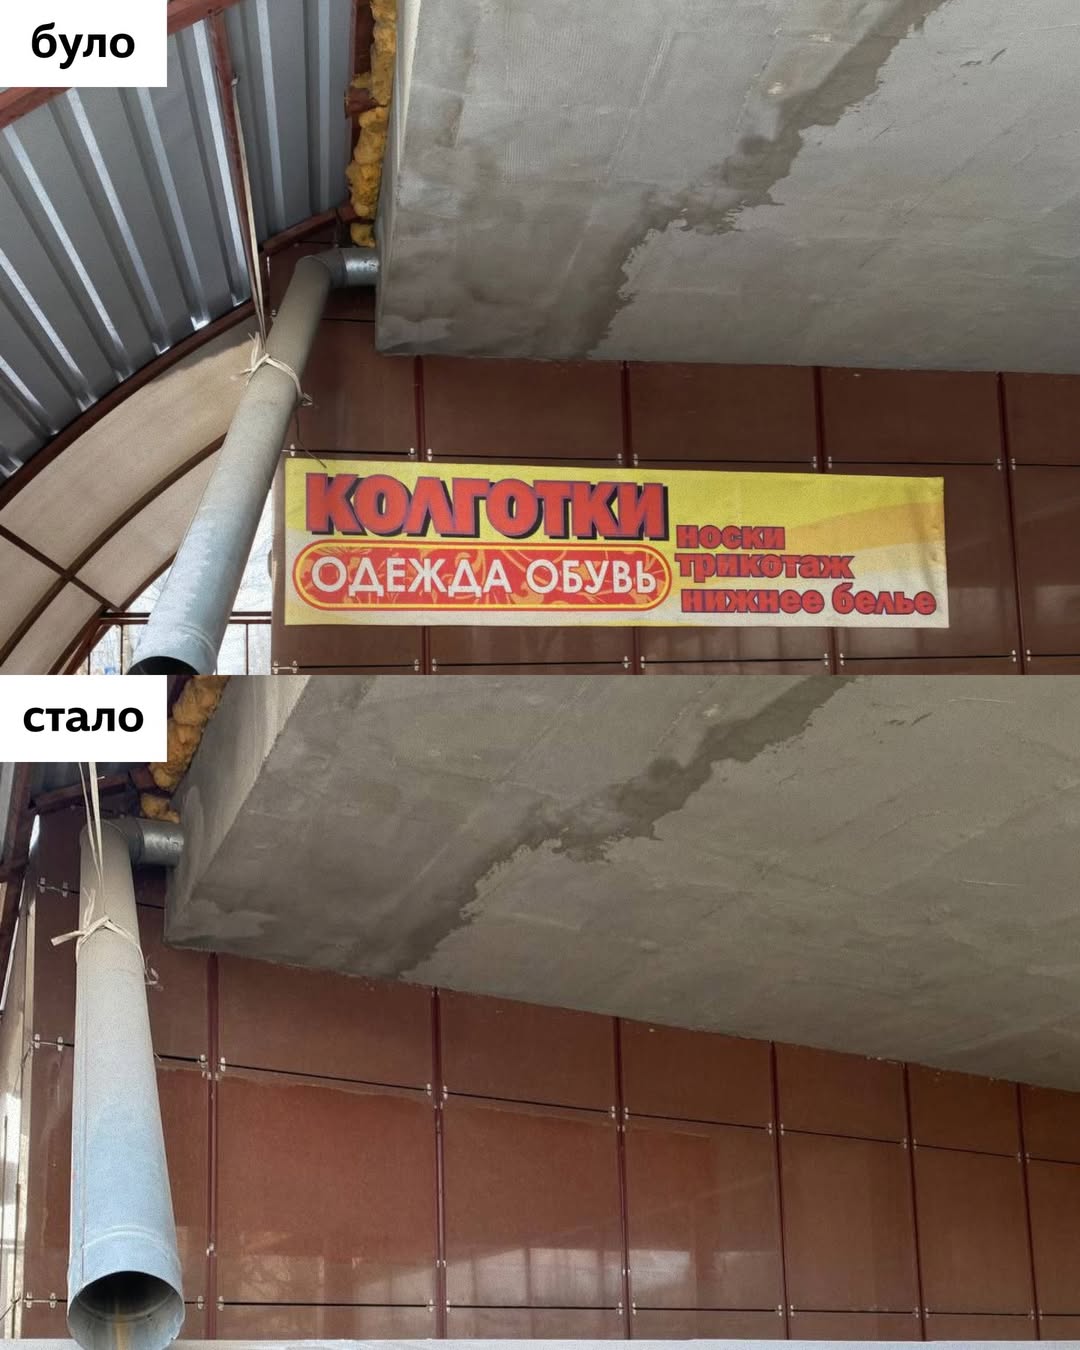 було
КОЛГОТКИ
ОДЕЖДА ОБУВЬ
носки
трикотаж
нижнее белье
стало